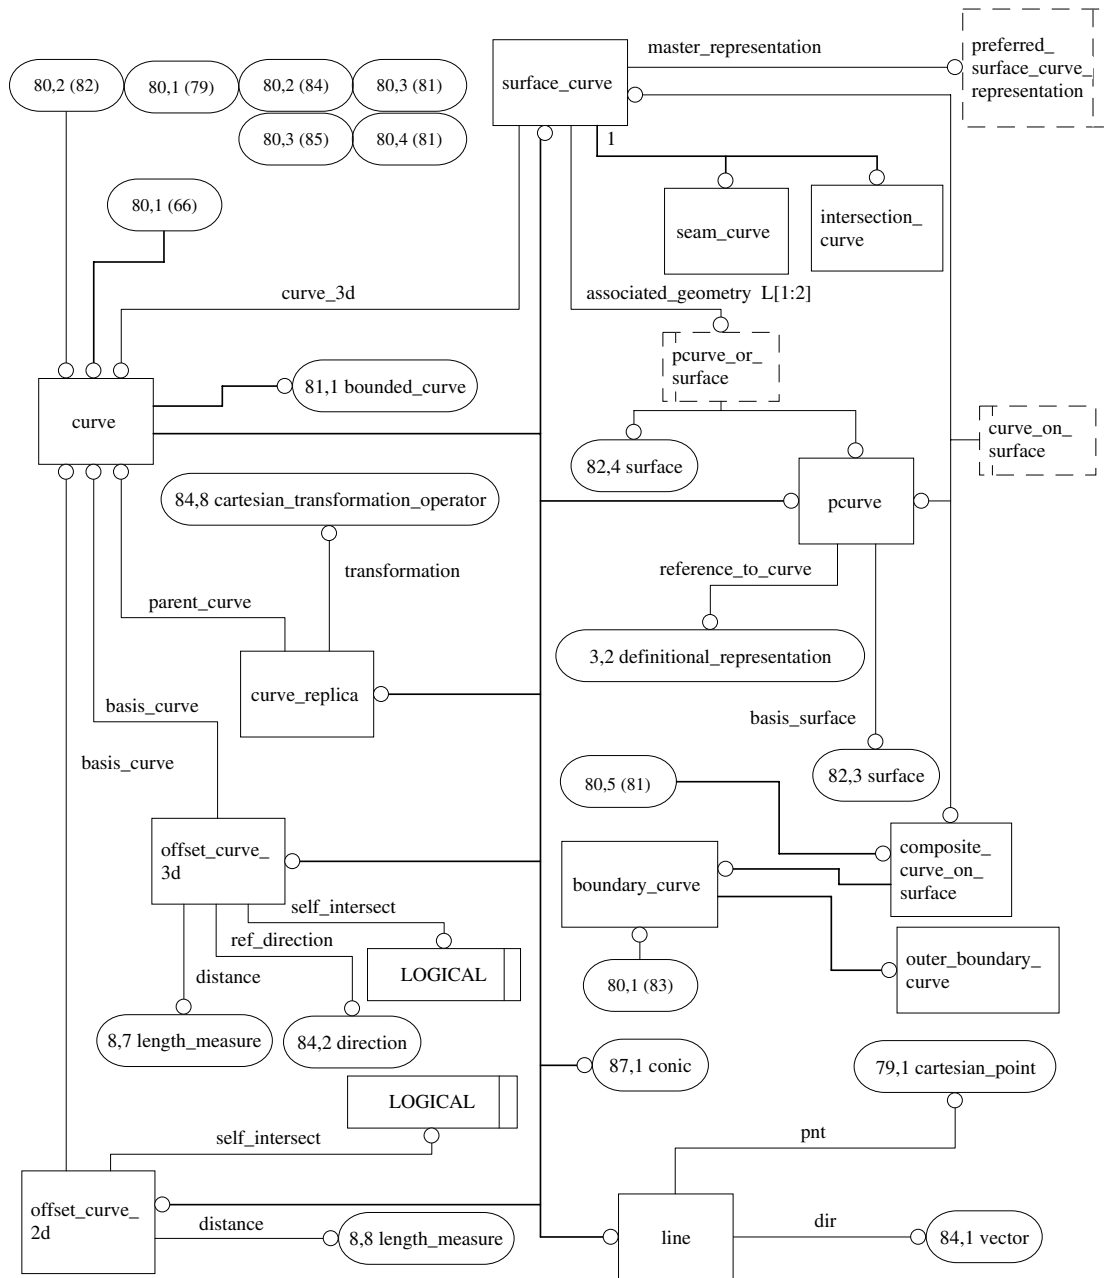 master_representation
preferred_
surface_curve_
representation
surface_curve
80,2 (82)
80,1 (79)
80,2 (84)
80,3 (81)
80,3 (85)
80,4 (81)
1
80,1 (66)
seam_curve
intersection_
curve
curve_3d
associated_geometry L[1:2]
pcurve_or_
surface
81,1 bounded_curve
curve
curve_on_
surface
82,4 surface
84,8 cartesian_transformation_operator
pcurve
transformation
reference_to_curve
parent_curve
3,2 definitional_representation
curve_replica
basis_curve
basis_surface
basis_curve
82,3 surface
80,5 (81)
offset_curve_
3d
composite_
curve_on_
surface
boundary_curve
self_intersect
ref_direction
distance
LOGICAL
outer_boundary_
curve
80,1 (83)
8,7 length_measure
84,2 direction
87,1 conic
79,1 cartesian_point
LOGICAL
self_intersect
pnt
offset_curve_
2d
distance
8,8 length_measure
line
dir
84,1 vector